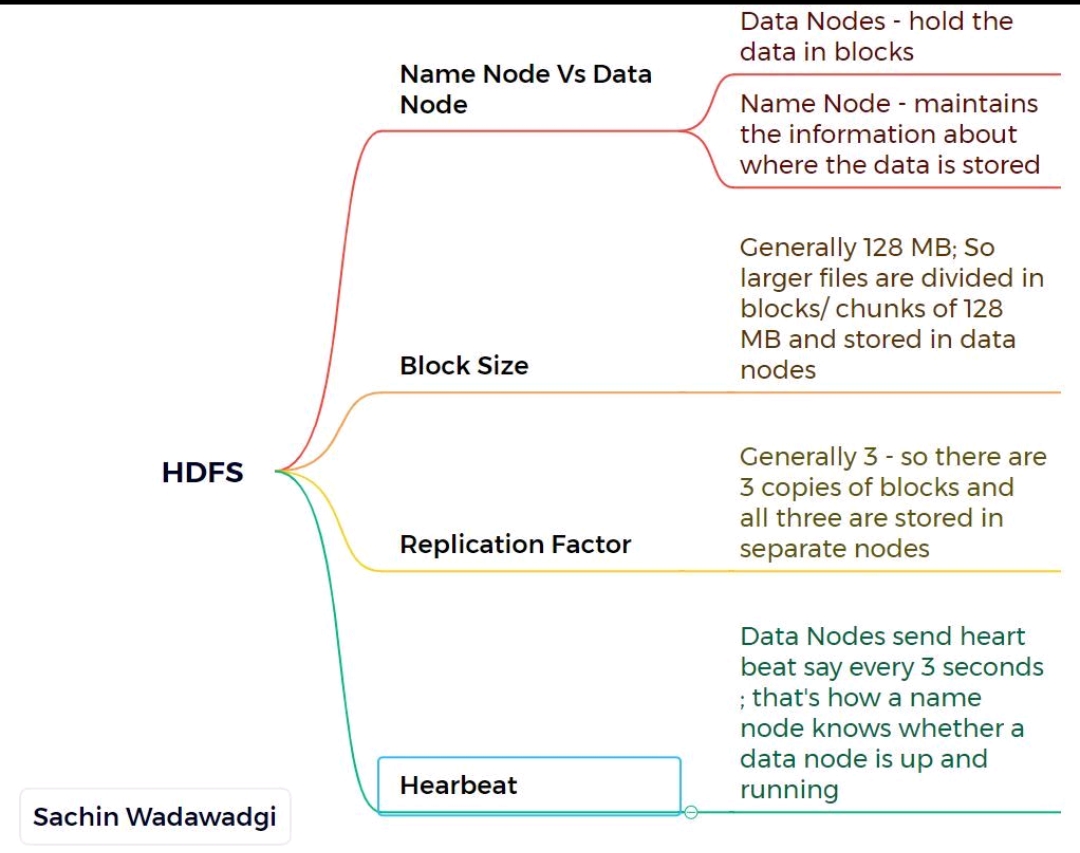 HDFS
Name Node Vs Data
Node
Data Nodes - hold the
data in blocks
Name Node - maintains
the information about
where the data is stored
Block Size
Generally 128 MB; So
larger files are divided in
blocks/ chunks of 128
MB and stored in data
nodes
Replication Factor
Generally 3 - so there are
3 copies of blocks and
all three are stored in
separate nodes
Hearbeat
Data Nodes send heart
beat say every 3 seconds
; that's how a name
node knows whether a
data node is up and
running
Sachin Wadawadgi